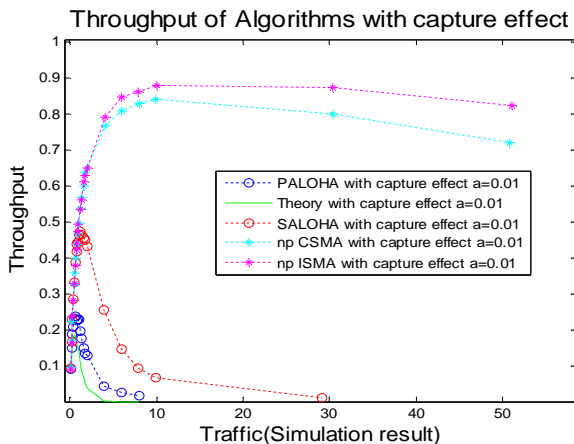 Throughput of Algorithms with capture effect
1
0.9
0.8
0.7
0.6
0.5
0.4
0.3
0.2
0.1
Throughput
PALOHA with capture effect a=0.01
Theory with capture effect a=0.01
SALOHA with capture effect a=0.01
np CSMA with capture effect a=0.01
np ISMA with capture effect a=0.01
0 10 20 30 40 50
Traffic(Simulation result)